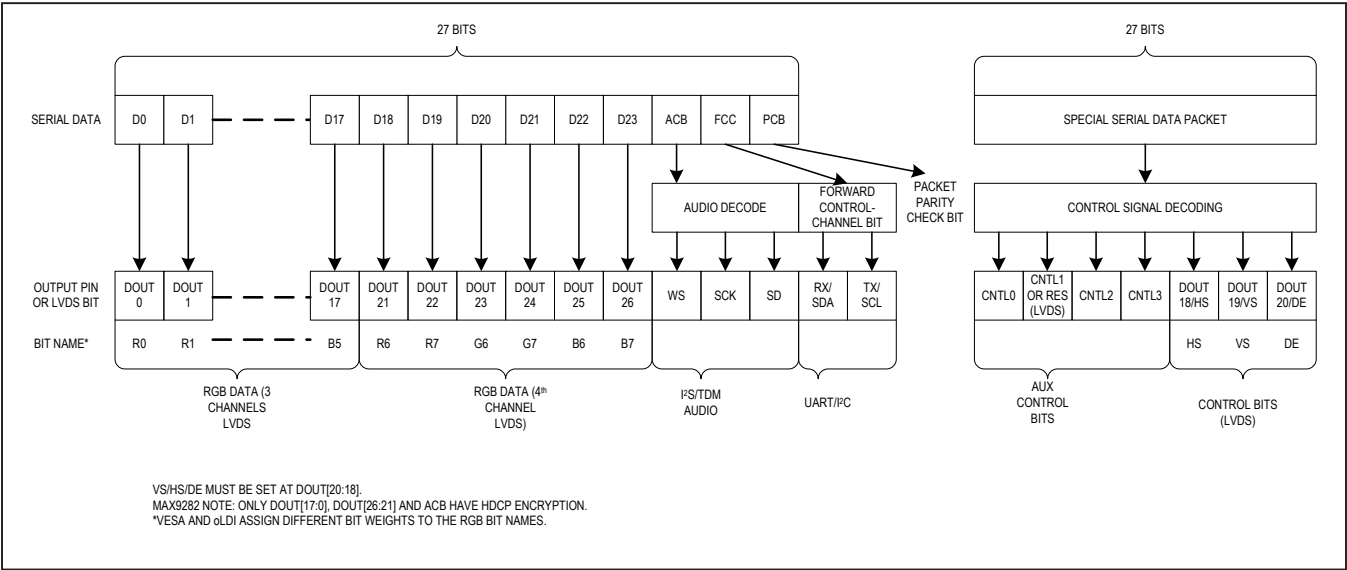 27 BITS
27 BITS
SERIAL DATA D0 D1 D17 D18 D19 D20 D21 D22 D23 ACB FCC PCB SPECIAL SERIAL DATA PACKET
AUDIO DECODE
FORWARD
CONTROL-
CHANNEL BIT
PACKET
PARITY
CHECK BIT
CONTROL SIGNAL DECODING
OUTPUT PIN
OR LVDS BIT
DOUT
0
DOUT
1
DOUT
17
DOUT
21
DOUT
22
DOUT
23
DOUT
24
DOUT
25
DOUT
26
WS
SCK
SD
RX/
SDA
TX/
SCL
CNTL0
CNTL1
OR RES
(LVDS)
CNTL2
CNTL3
DOUT
18/HS
DOUT
19/VS
DOUT
20/DE
BIT NAME* R0 R1 B5 R6 R7 G6 G7 B6 B7 HS VS DE
RGB DATA (3
CHANNELS
LVDS
RGB DATA (4th
CHANNEL
LVDS)
I²S/TDM
AUDIO
UART/I²C
AUX
CONTROL
BITS
CONTROL BITS
(LVDS)
VS/HS/DE MUST BE SET AT DOUT[20:18].
MAX9282 NOTE: ONLY DOUT[17:0], DOUT[26:21] AND ACB HAVE HDCP ENCRYPTION.
*VESA AND oLDI ASSIGN DIFFERENT BIT WEIGHTS TO THE RGB BIT NAMES.